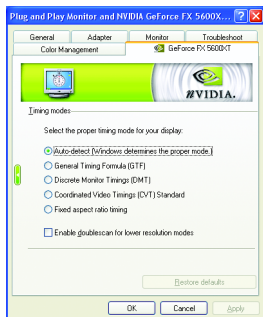 Plug and Play Monitor and NVIDIA GeForce FX 5600X...
General Adapter Monitor Troubleshoot
Color Management GeForce FX 5600XT
nVIDIA.
Timing modes
Select the proper timing mode for your display:
Auto-detect (Windows determines the proper mode.)
General Timing Formula (GTF)
Discrete Monitor Timings (DMT)
Coordinated Video Timings (CVT) Standard
Fixed aspect ratio timing
Enable doublescan for lower resolution modes
Restore defaults
OK Cancel Apply